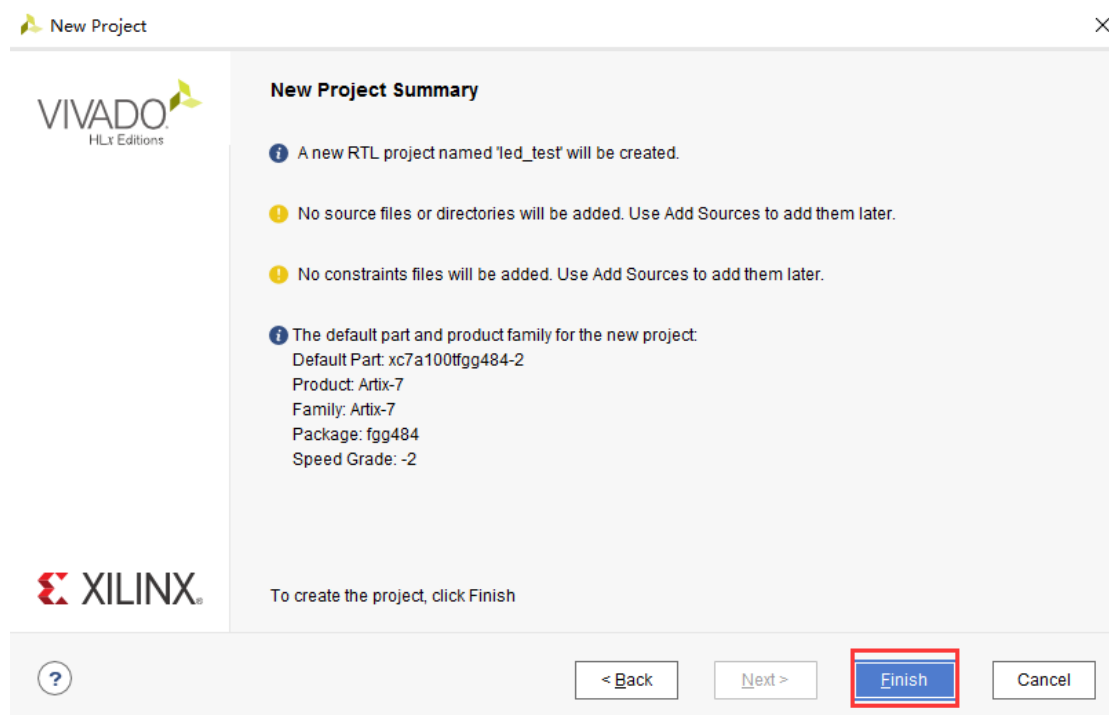 New Project
VIVADO.
HLx Editions
New Project Summary
A new RTL project named 'led_test' will be created.
No source files or directories will be added. Use Add Sources to add them later.
No constraints files will be added. Use Add Sources to add them later.
The default part and product family for the new project:
Default Part: xc7a100tfgg484-2
Product: Artix-7
Family: Artix-7
Package: fgg484
Speed Grade: -2
XILINX
To create the project, click Finish
?
< Back
Next >
Finish
Cancel